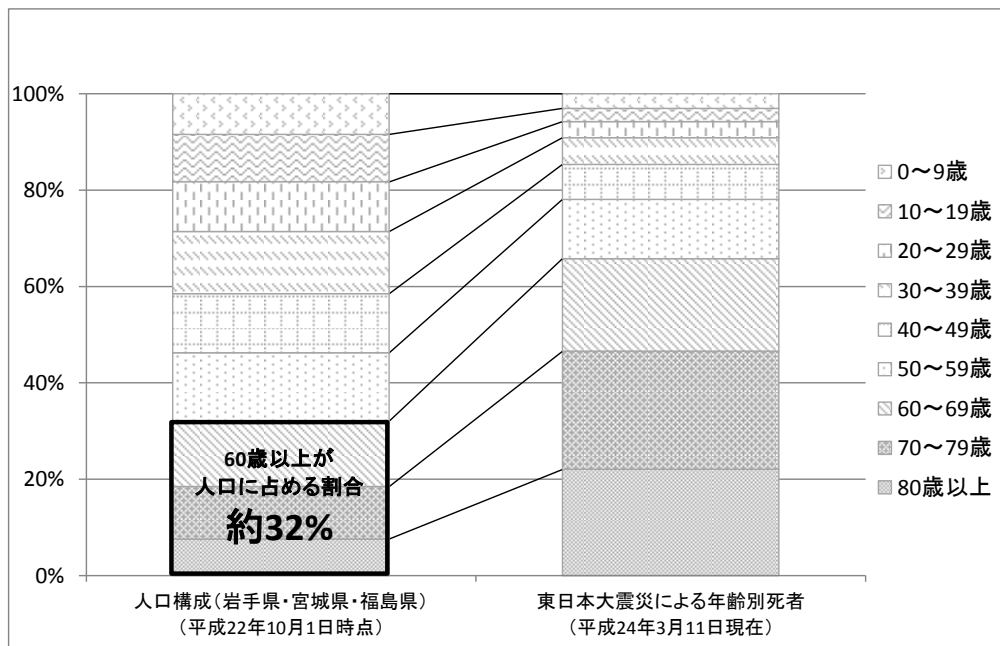 100%
80%
60%
40%
20%
0%
60歳以上が
人口に占める割合
約32%
人口構成(岩手県・宮城県・福島県)
(平成22年10月1日時点)
東日本大震災による年齢別死者
(平成24年3月11日現在)
0〜9歳
10〜19歳
20〜29歳
30〜39歳
40〜49歳
50〜59歳
60〜69歳
70〜79歳
80歳以上